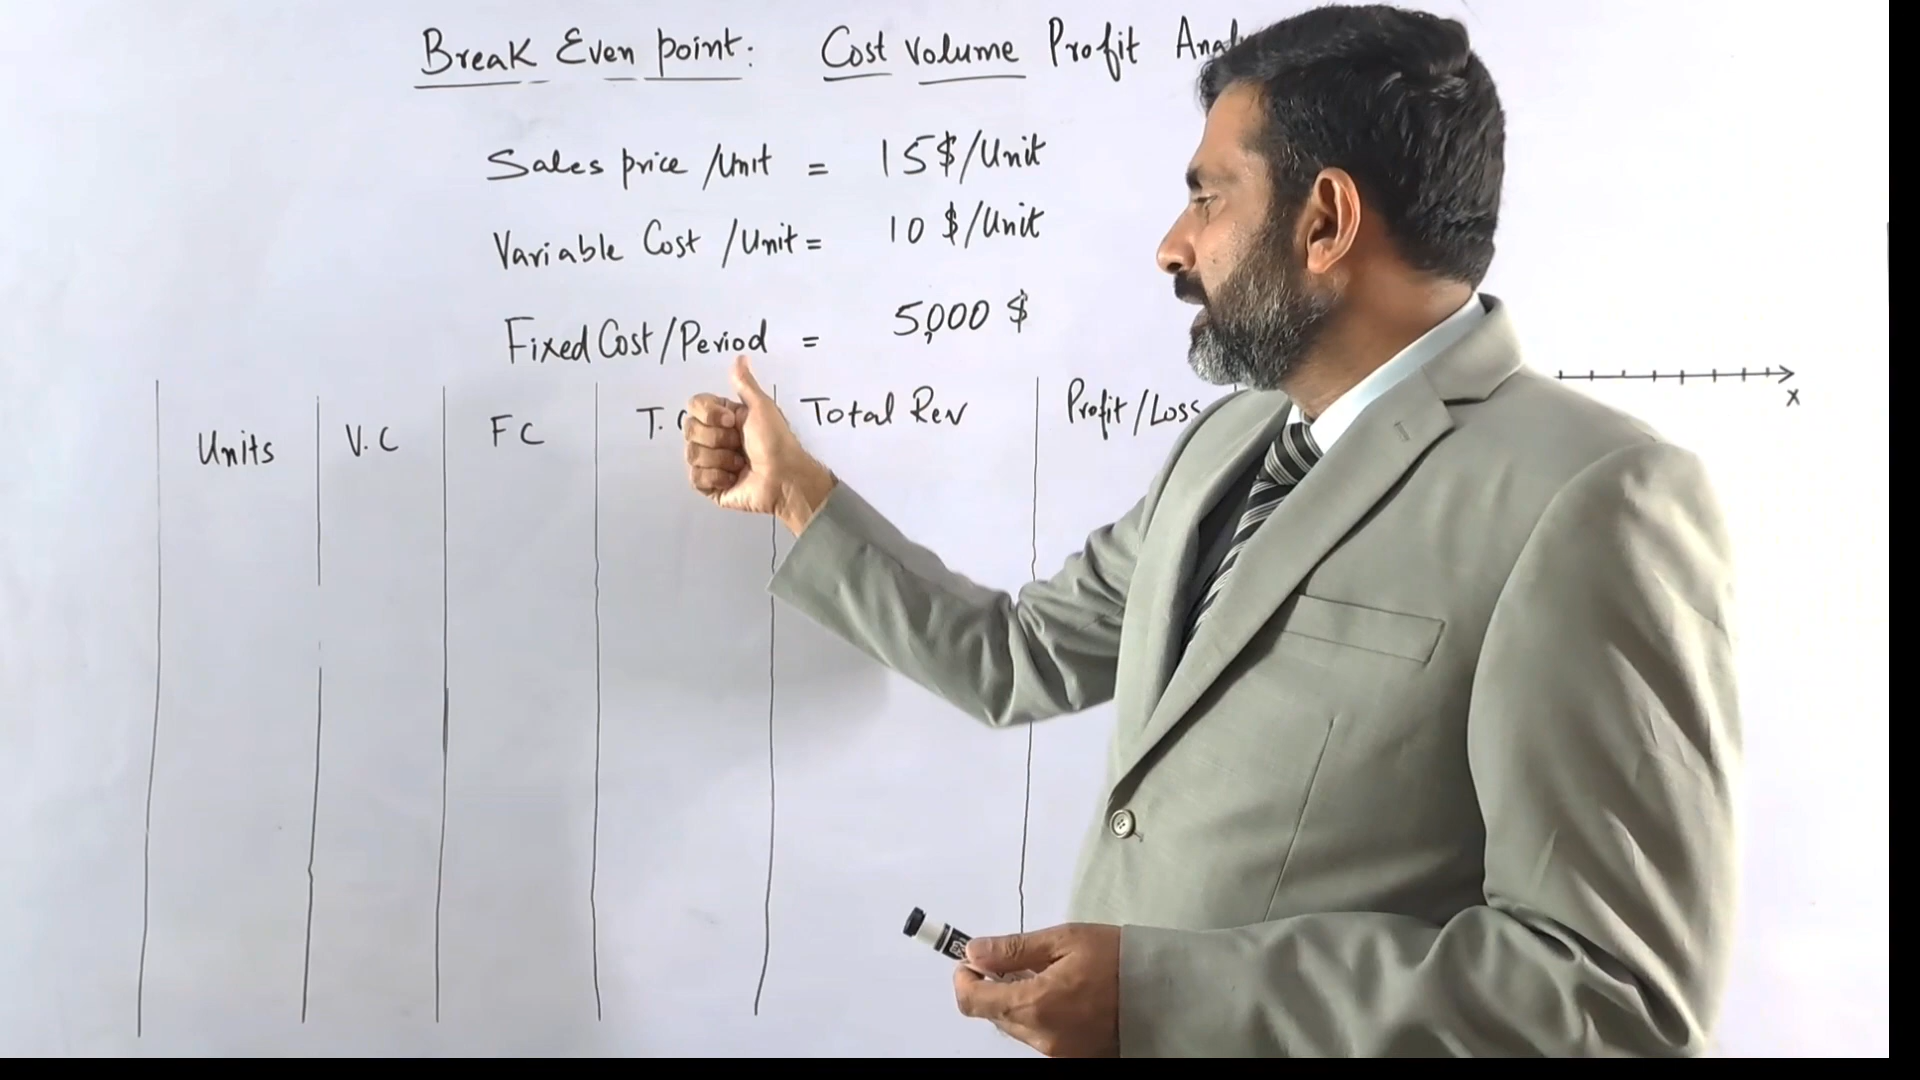 Break Even point: Cost Volume Profit
Sales price /Unit = 15$/Unit
Variable Cost /Unit = 10 $/Unit
Fixed Cost/Period = 5,000 $
Units V.C FC T. Total Rev Profit/Loss
x